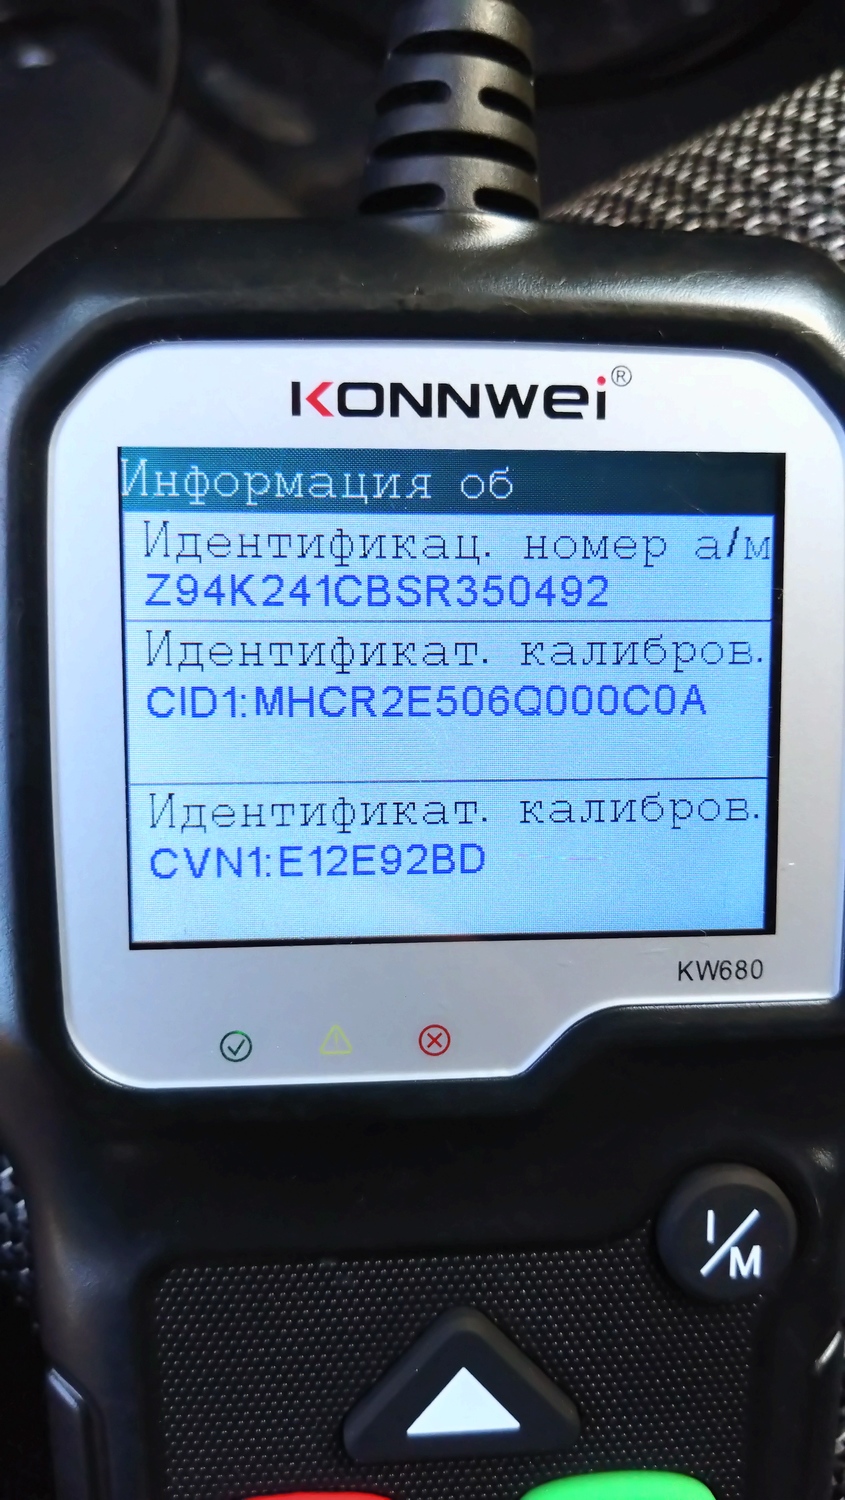 KONNWEI®
Информация об
Идентификац. номер а/м
Z94K241CBSR350492
Идентификат. калибров.
CID1:MHCR2E506Q000C0A
Идентификат. калибров.
CVN1:E12E92BD
KW680
I/M